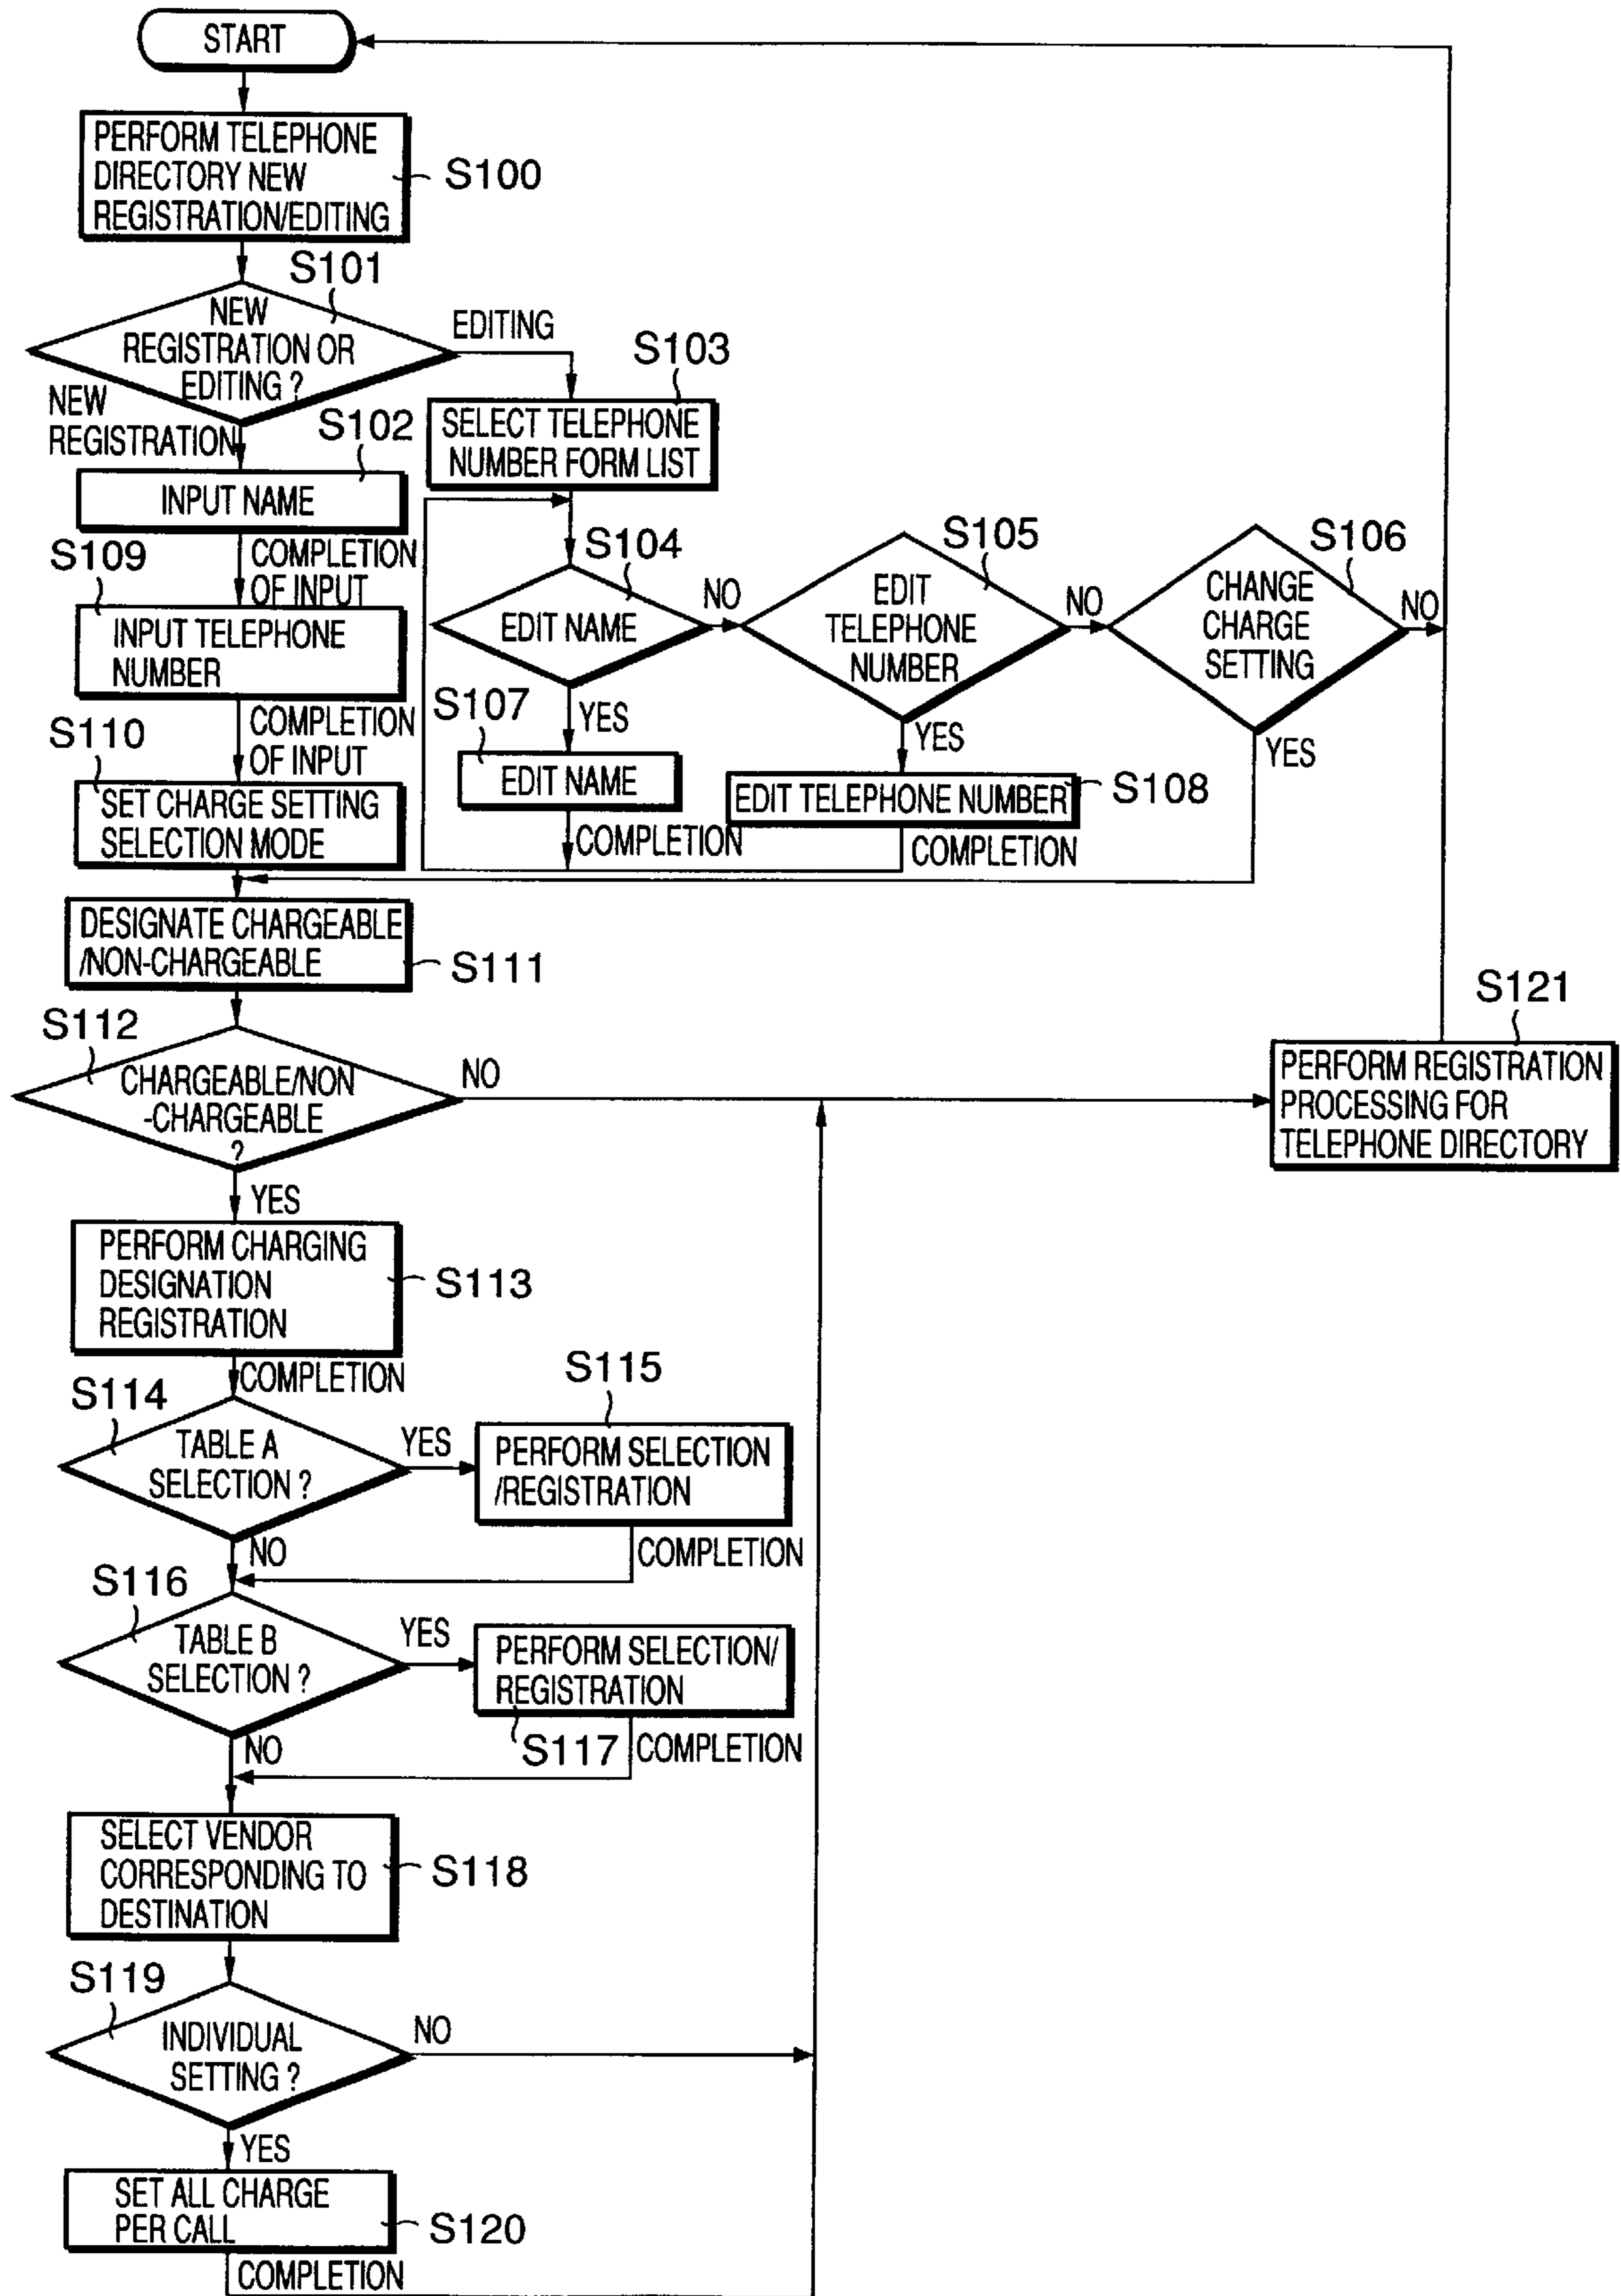 START
PERFORM TELEPHONE
DIRECTORY NEW
REGISTRATION/EDITING
S100
S101
NEW
REGISTRATION OR
EDITING ?
EDITING
NEW
REGISTRATION
S103
SELECT TELEPHONE
NUMBER FORM LIST
S102
INPUT NAME
COMPLETION
OF INPUT
S109
INPUT TELEPHONE
NUMBER
COMPLETION
OF INPUT
S110
SET CHARGE SETTING
SELECTION MODE
S104
EDIT NAME
NO
S105
EDIT
TELEPHONE
NUMBER
NO
S106
CHANGE
CHARGE
SETTING
NO
S107
YES
EDIT NAME
COMPLETION
YES
EDIT TELEPHONE NUMBER
S108
COMPLETION
YES
DESIGNATE CHARGEABLE
/NON-CHARGEABLE
S111
S112
CHARGEABLE/NON
-CHARGEABLE
?
NO
S121
PERFORM REGISTRATION
PROCESSING FOR
TELEPHONE DIRECTORY
YES
PERFORM CHARGING
DESIGNATION
REGISTRATION
S113
COMPLETION
S114
TABLE A
SELECTION ?
YES
S115
PERFORM SELECTION
/REGISTRATION
NO
COMPLETION
S116
TABLE B
SELECTION ?
YES
PERFORM SELECTION/
REGISTRATION
S117
COMPLETION
NO
SELECT VENDOR
CORRESPONDING TO
DESTINATION
S118
S119
INDIVIDUAL
SETTING ?
NO
YES
SET ALL CHARGE
PER CALL
S120
COMPLETION